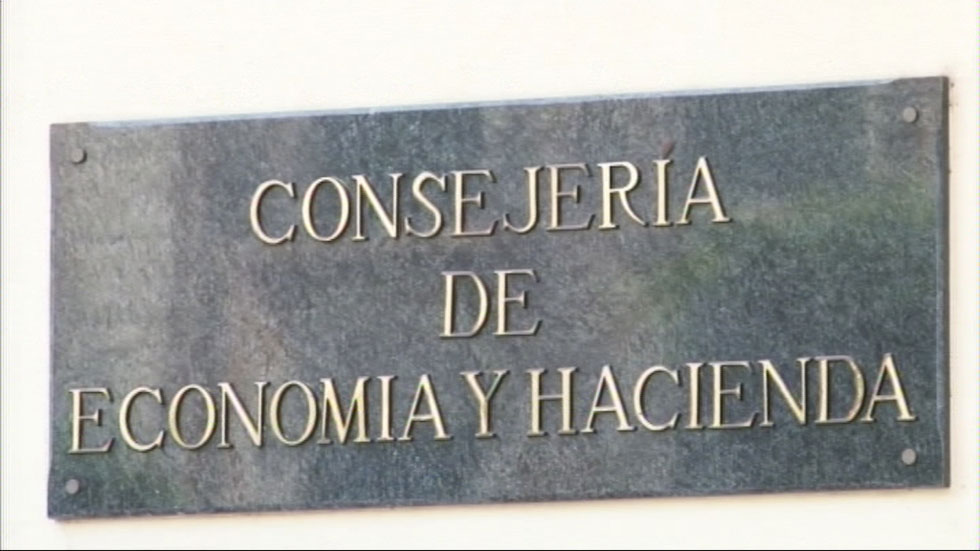 CONSEJERÍA
DE
ECONOMIA Y HACIENDA